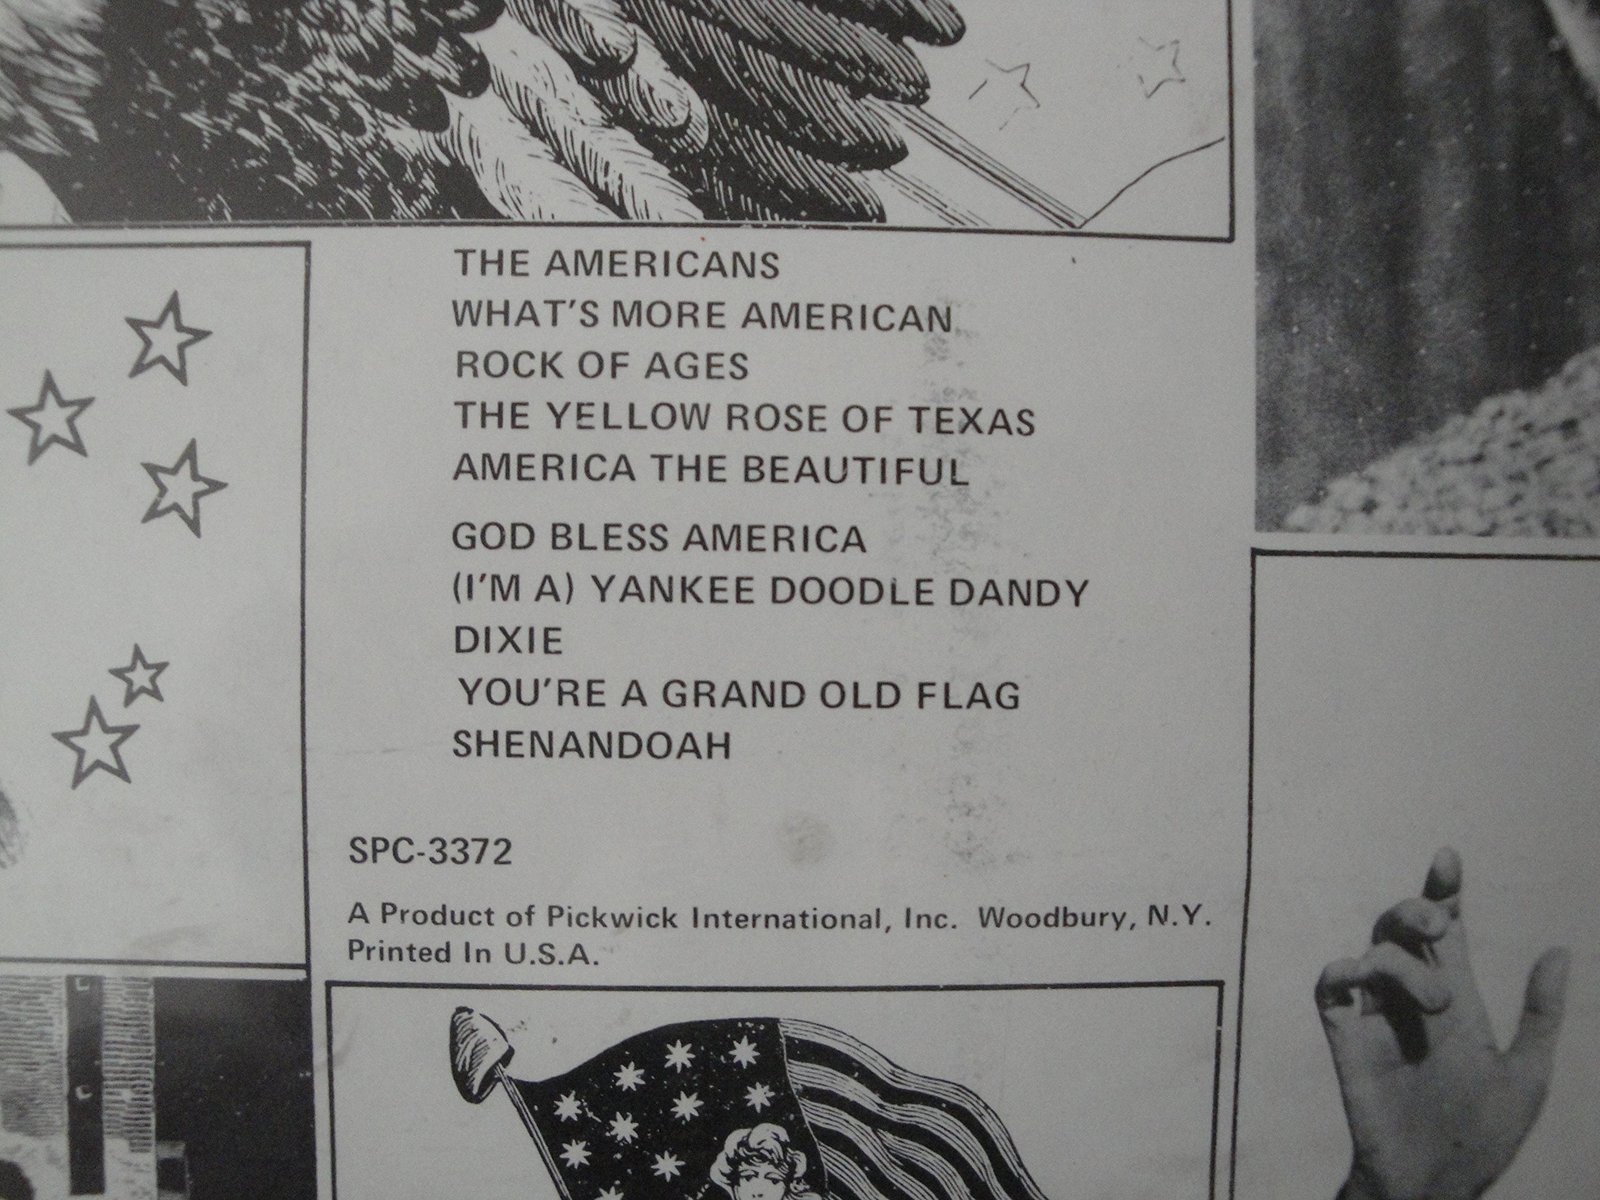 THE AMERICANS
WHAT'S MORE AMERICAN
ROCK OF AGES
THE YELLOW ROSE OF TEXAS
AMERICA THE BEAUTIFUL
GOD BLESS AMERICA
(I'M A) YANKEE DOODLE DANDY
DIXIE
YOU'RE A GRAND OLD FLAG
SHENANDOAH
SPC-3372
A Product of Pickwick International, Inc. Woodbury, N.Y.
Printed In U.S.A.